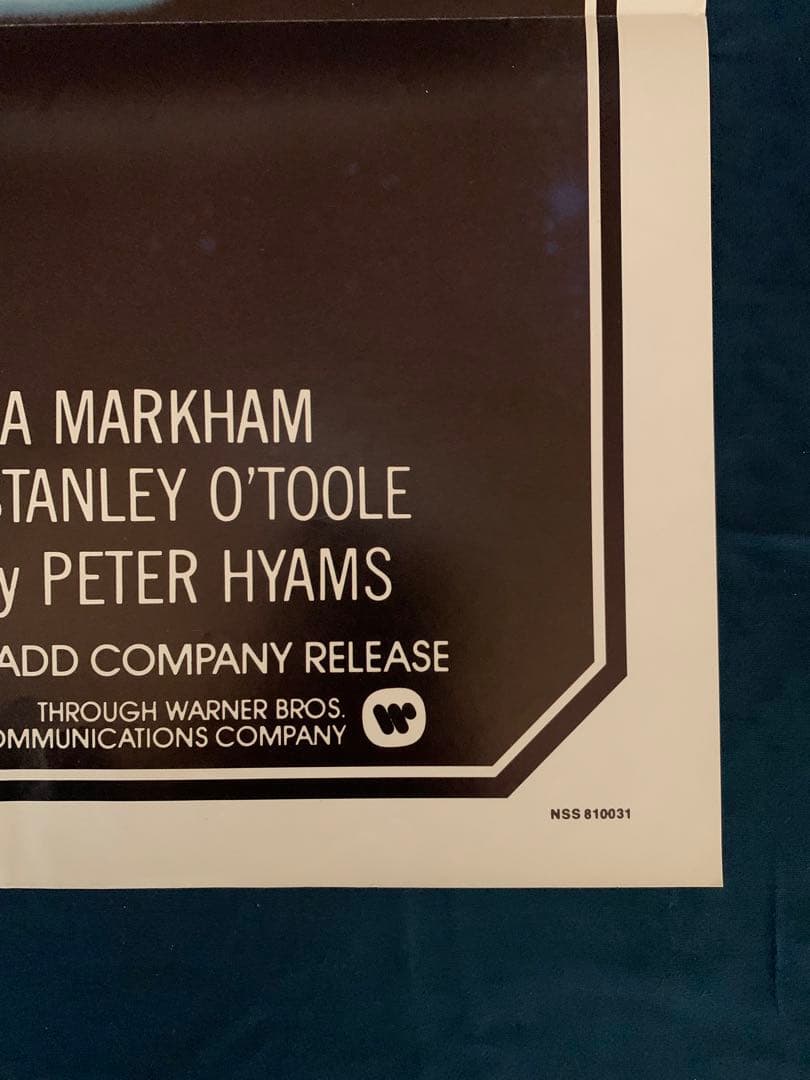 A MARKHAM
STANLEY O'TOOLE
y PETER HYAMS
ADD COMPANY RELEASE
THROUGH WARNER BROS.
OMMUNICATIONS COMPANY
NSS 810031